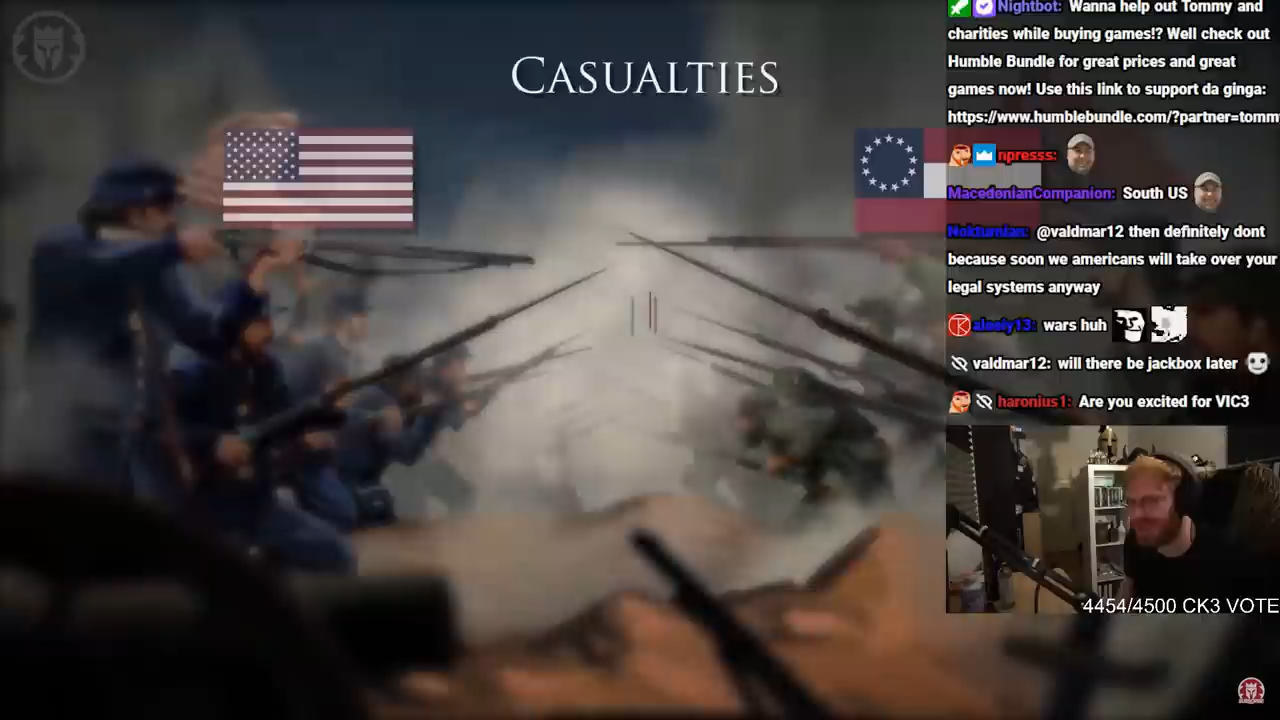 Casualties
Nightbot: Wanna help out Tommy and
charities while buying games!? Well check out
Humble Bundle for great prices and great
games now! Use this link to support da ginga:
https://www.humblebundle.com/?partner=tomm
npresss:
MacedonianCompanion: South US
Nokturnian: @valdmar12 then definitely dont
because soon we americans will take over your
legal systems anyway
wars huh
valdmar12: will there be jackbox later
haronius1: Are you excited for VIC3
4454/4500 CK3 VOTE